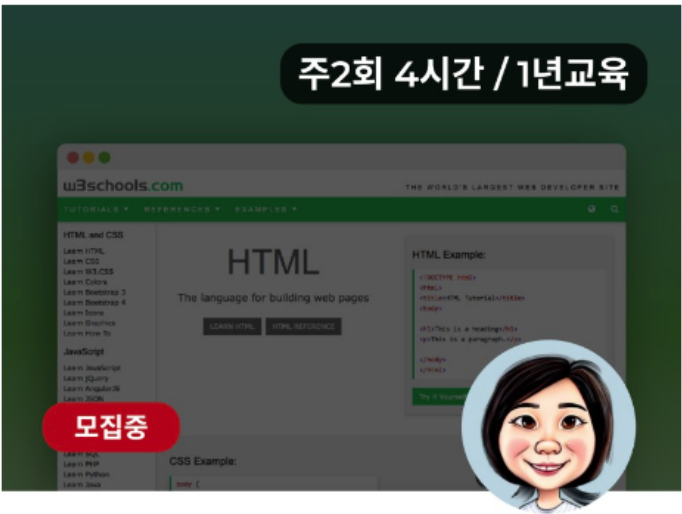 주2회 4시간 / 1년교육
w3schools.com
THE WORLD'S LARGEST WEB DEVELOPER SITE
TUTORIALS
REFERENCES
EXAMPLES
HTML and CSS
Learn HTML
Learn CSS
Learn W3.CSS
Learn Colors
Learn Bootstrap 3
Learn Bootstrap 4
Learn Icons
Learn Graphics
Learn How To
JavaScript
Learn JavaScript
Learn jQuery
Learn AngularJS
Learn JSON
HTML
The language for building web pages
LEARN HTML
HTML REFERENCE
HTML Example:
<!DOCTYPE html>
<html>
<title>HTML Tutorial</title>
<body>
<h1>This is a heading</h1>
<p>This is a paragraph.</p>
</body>
</html>
Try it Yourself
모집중
Learn SQL
Learn PHP
Learn Python
Learn Java
CSS Example:
body {